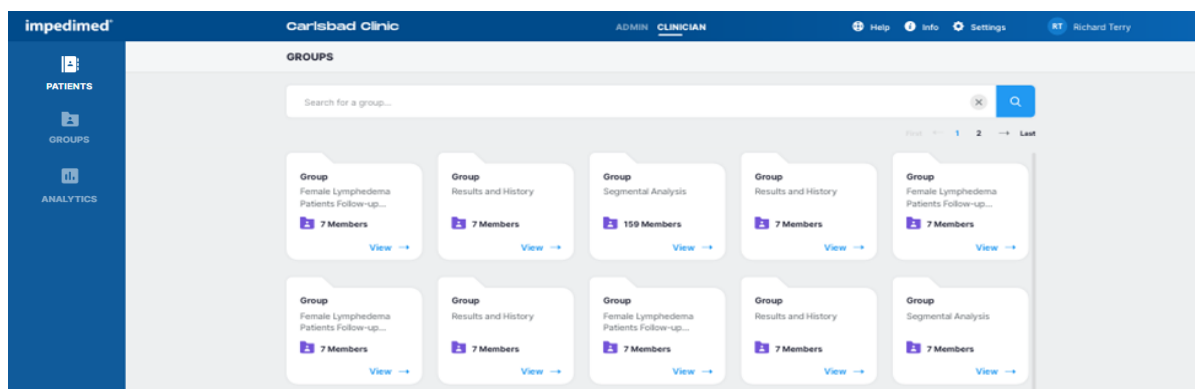 impedimed®
Carlsbad Clinic
ADMIN CLINICIAN
Help Info Settings
RT Richard Terry
PATIENTS
GROUPS
ANALYTICS
GROUPS
Search for a group...
First ← 1 2 → Last
Group
Female Lymphedema
Patients Follow-up...
7 Members
View →
Group
Results and History
7 Members
View →
Group
Segmental Analysis
159 Members
View →
Group
Results and History
7 Members
View →
Group
Female Lymphedema
Patients Follow-up...
7 Members
View →
Group
Female Lymphedema
Patients Follow-up...
7 Members
View →
Group
Results and History
7 Members
View →
Group
Female Lymphedema
Patients Follow-up...
7 Members
View →
Group
Results and History
7 Members
View →
Group
Segmental Analysis
7 Members
View →